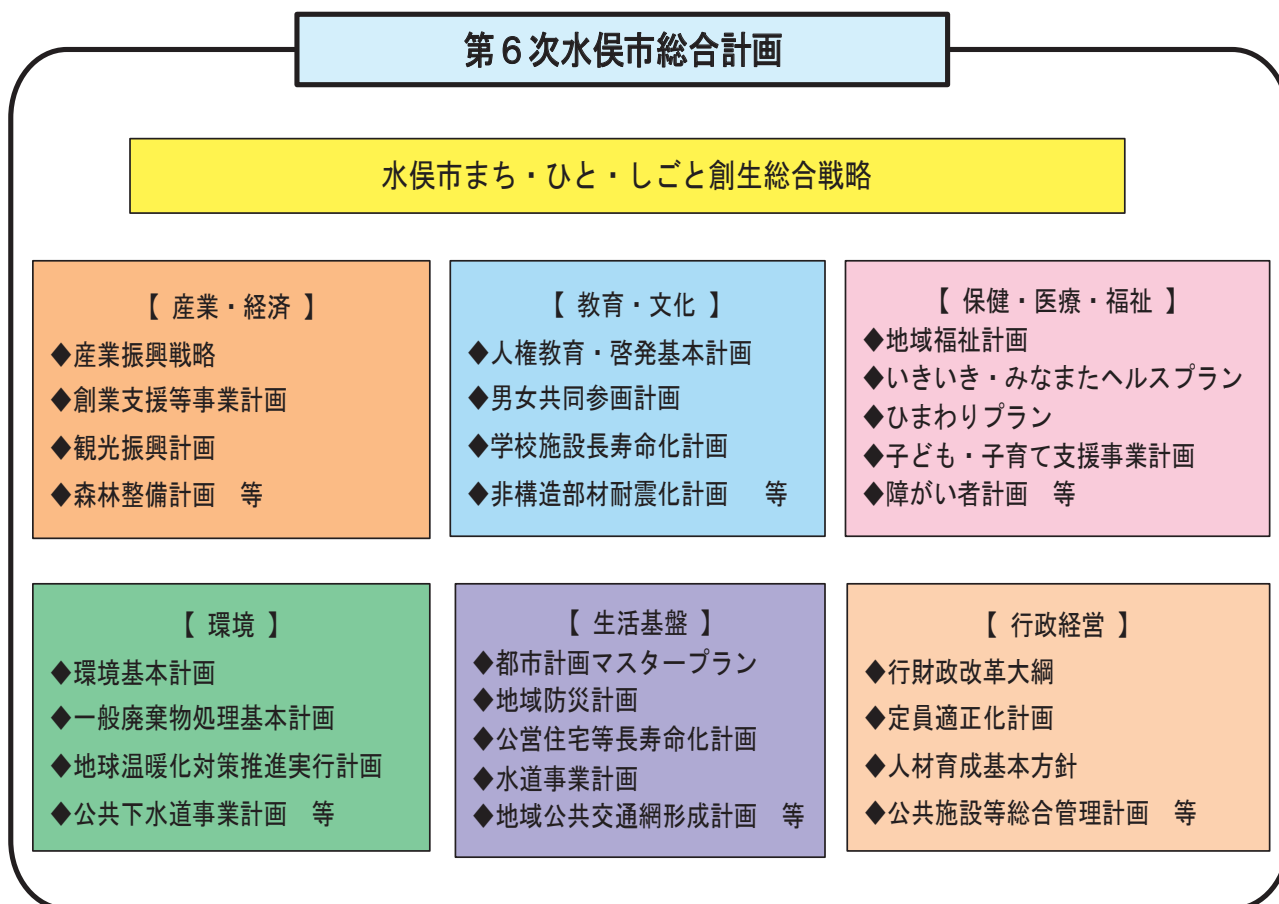 第６次水俣市総合計画
水俣市まち・ひと・しごと創生総合戦略
【 産業・経済 】
◆産業振興戦略
◆創業支援等事業計画
◆観光振興計画
◆森林整備計画　等
【 教育・文化 】
◆人権教育・啓発基本計画
◆男女共同参画計画
◆学校施設長寿命化計画
◆非構造部材耐震化計画　等
【 保健・医療・福祉 】
◆地域福祉計画
◆いきいき・みなまたヘルスプラン
◆ひまわりプラン
◆子ども・子育て支援事業計画
◆障がい者計画　等
【 環境 】
◆環境基本計画
◆一般廃棄物処理基本計画
◆地球温暖化対策推進実行計画
◆公共下水道事業計画　等
【 生活基盤 】
◆都市計画マスタープラン
◆地域防災計画
◆公営住宅等長寿命化計画
◆水道事業計画
◆地域公共交通網形成計画　等
【 行政経営 】
◆行財政改革大綱
◆定員適正化計画
◆人材育成基本方針
◆公共施設等総合管理計画　等